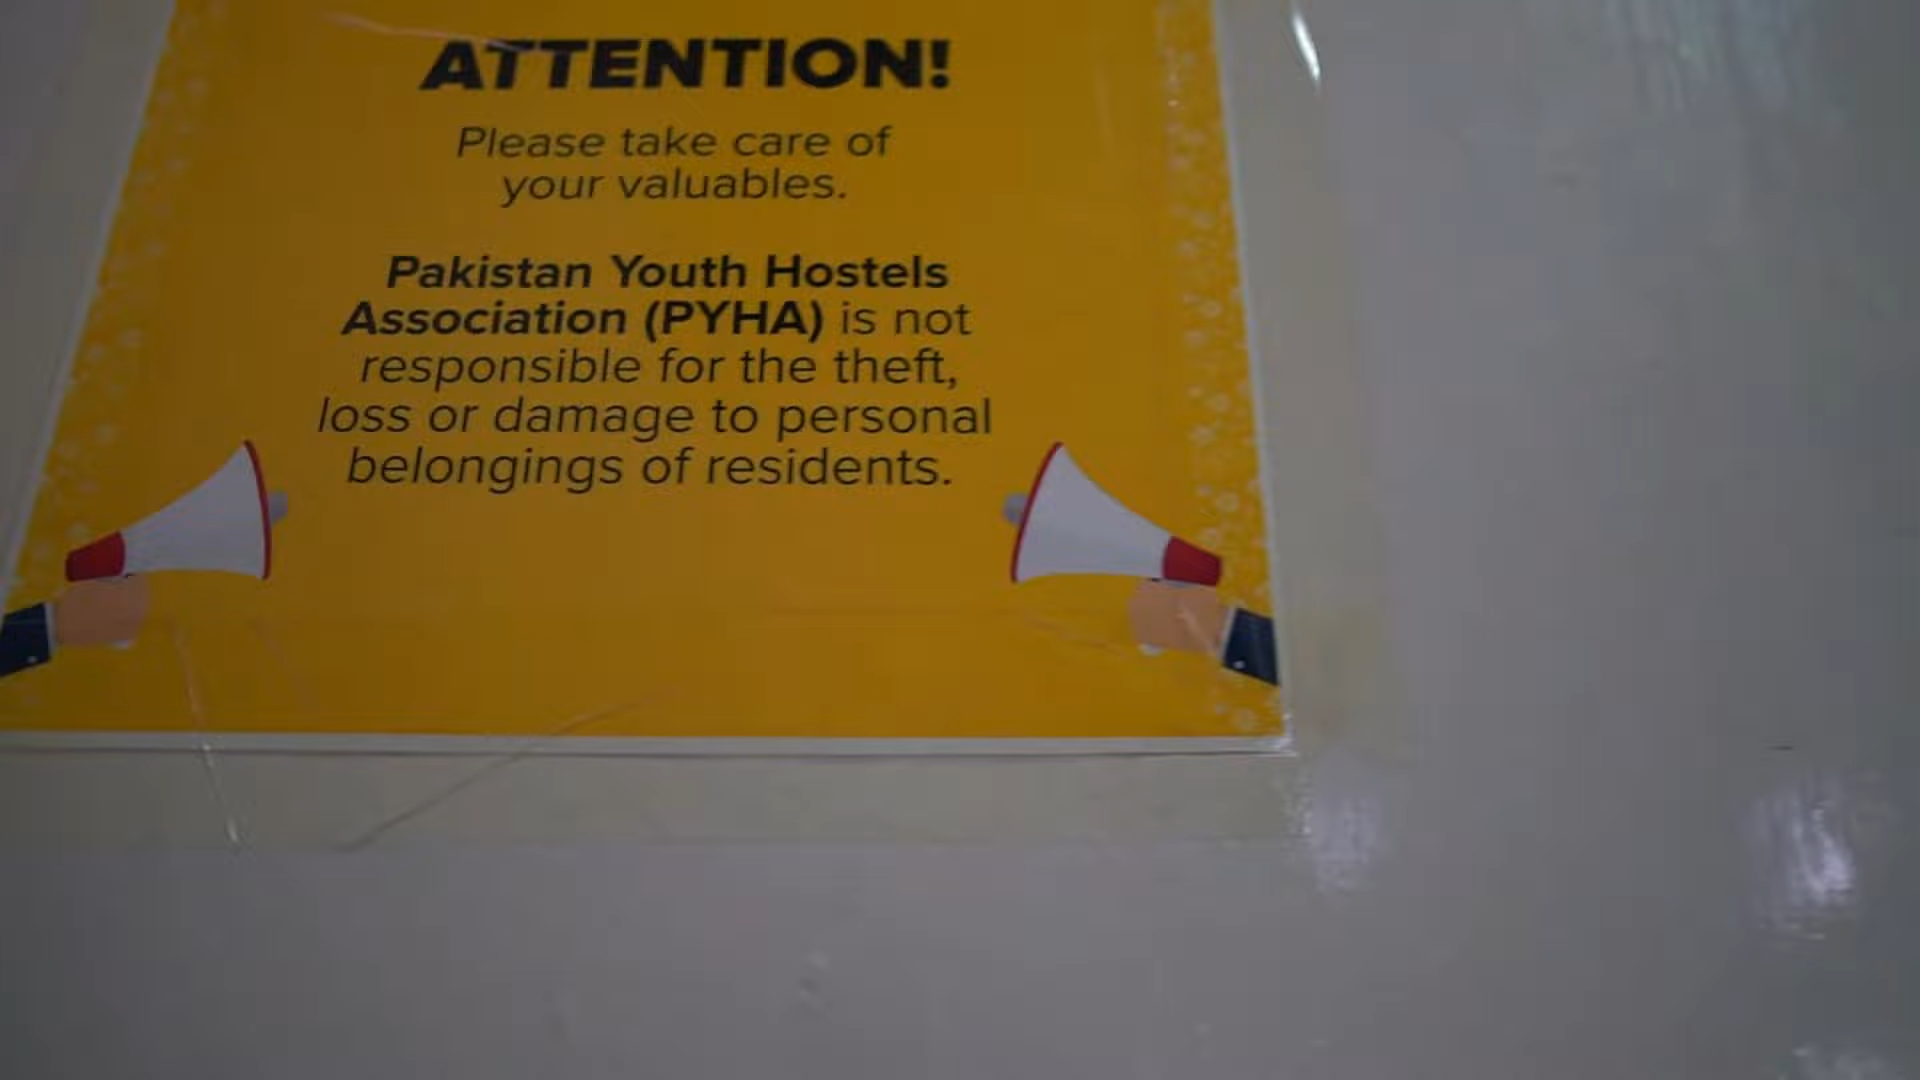 ATTENTION!
Please take care of
your valuables.
Pakistan Youth Hostels
Association (PYHA) is not
responsible for the theft,
loss or damage to personal
belongings of residents.